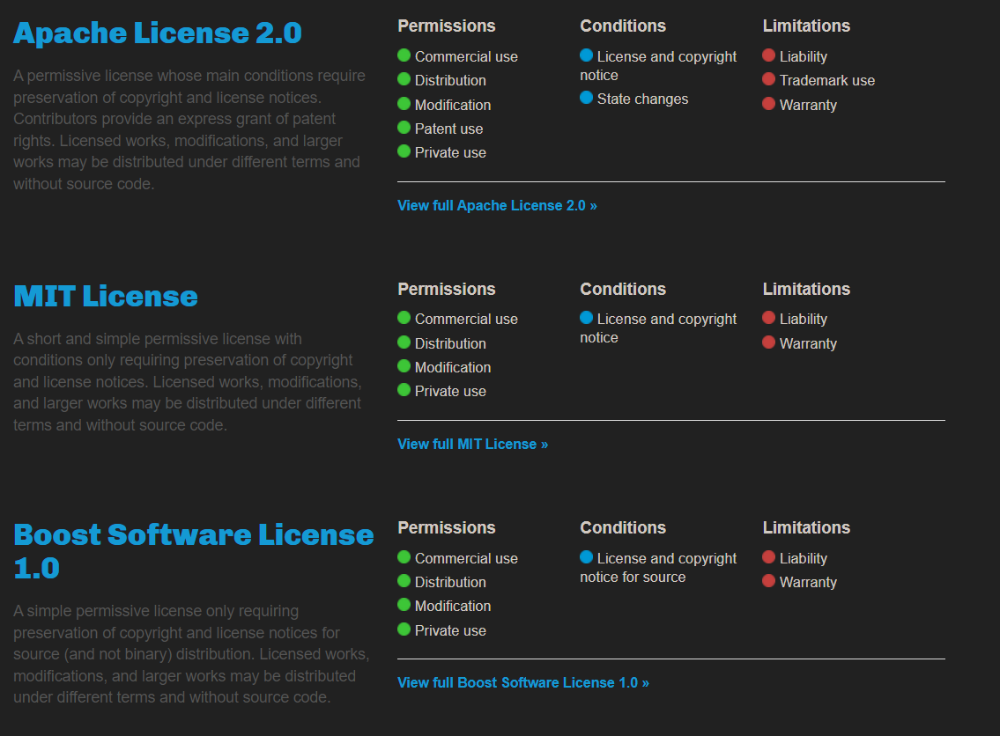 Apache License 2.0
A permissive license whose main conditions require
preservation of copyright and license notices.
Contributors provide an express grant of patent
rights. Licensed works, modifications, and larger
works may be distributed under different terms and
without source code.
Permissions
Commercial use
Distribution
Modification
Patent use
Private use
Conditions
License and copyright
notice
State changes
Limitations
Liability
Trademark use
Warranty
View full Apache License 2.0 »
MIT License
A short and simple permissive license with
conditions only requiring preservation of copyright
and license notices. Licensed works, modifications,
and larger works may be distributed under different
terms and without source code.
Permissions
Commercial use
Distribution
Modification
Private use
Conditions
License and copyright
notice
Limitations
Liability
Warranty
View full MIT License »
Boost Software License
1.0
A simple permissive license only requiring
preservation of copyright and license notices for
source (and not binary) distribution. Licensed works,
modifications, and larger works may be distributed
under different terms and without source code.
Permissions
Commercial use
Distribution
Modification
Private use
Conditions
License and copyright
notice for source
Limitations
Liability
Warranty
View full Boost Software License 1.0 »